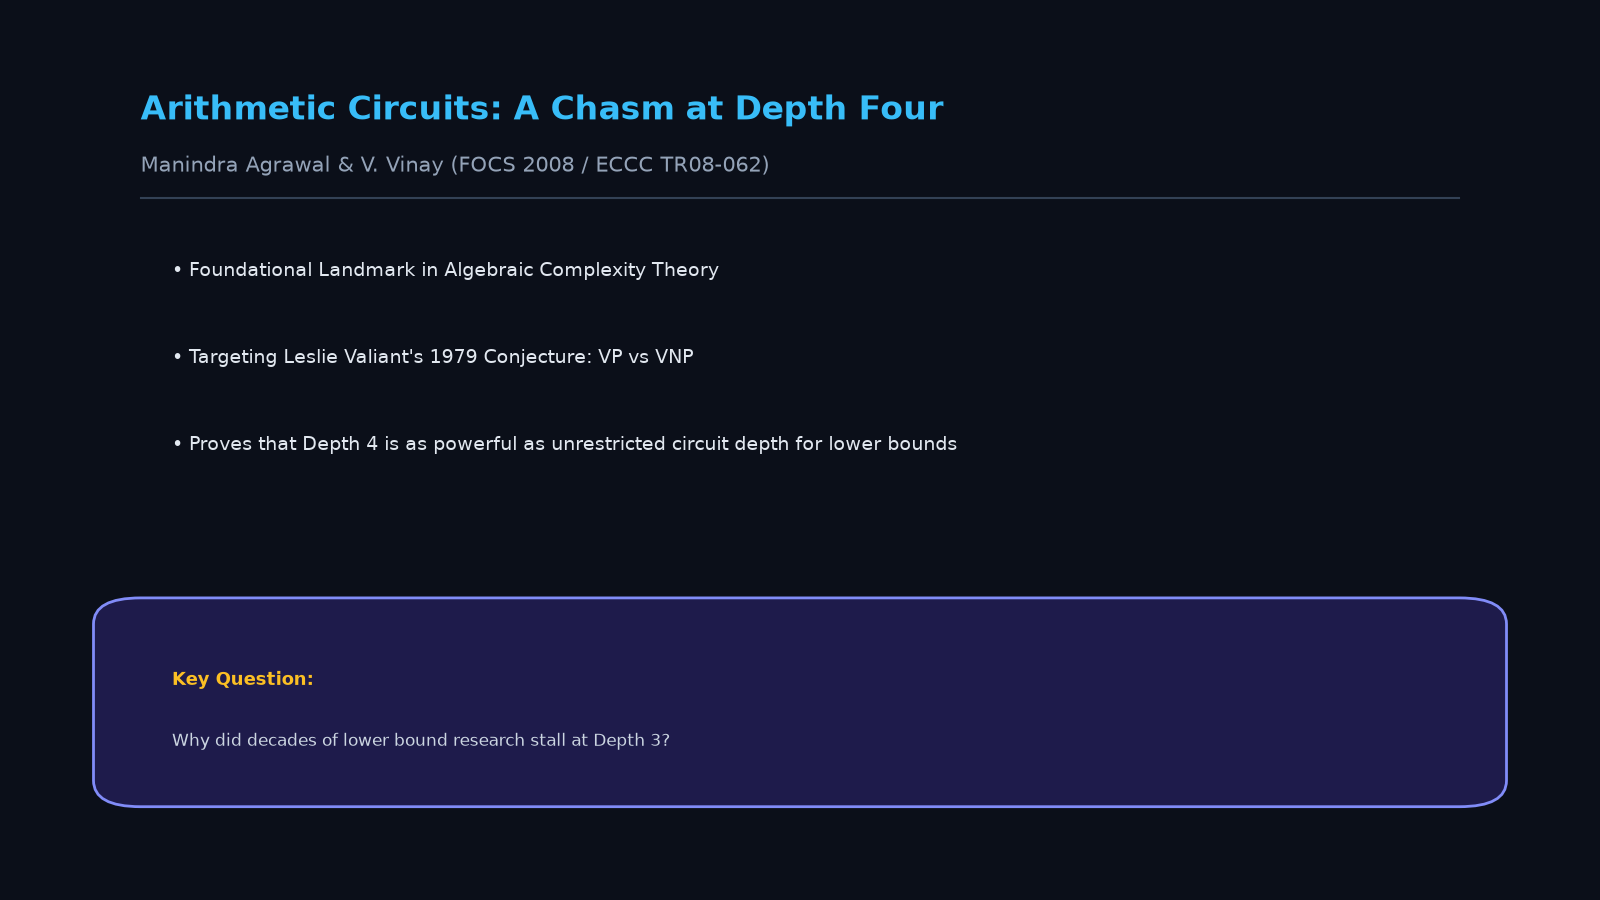 Arithmetic Circuits: A Chasm at Depth Four
Manindra Agrawal & V. Vinay (FOCS 2008 / ECCC TR08-062)
• Foundational Landmark in Algebraic Complexity Theory
• Targeting Leslie Valiant's 1979 Conjecture: VP vs VNP
• Proves that Depth 4 is as powerful as unrestricted circuit depth for lower bounds
Key Question:
Why did decades of lower bound research stall at Depth 3?